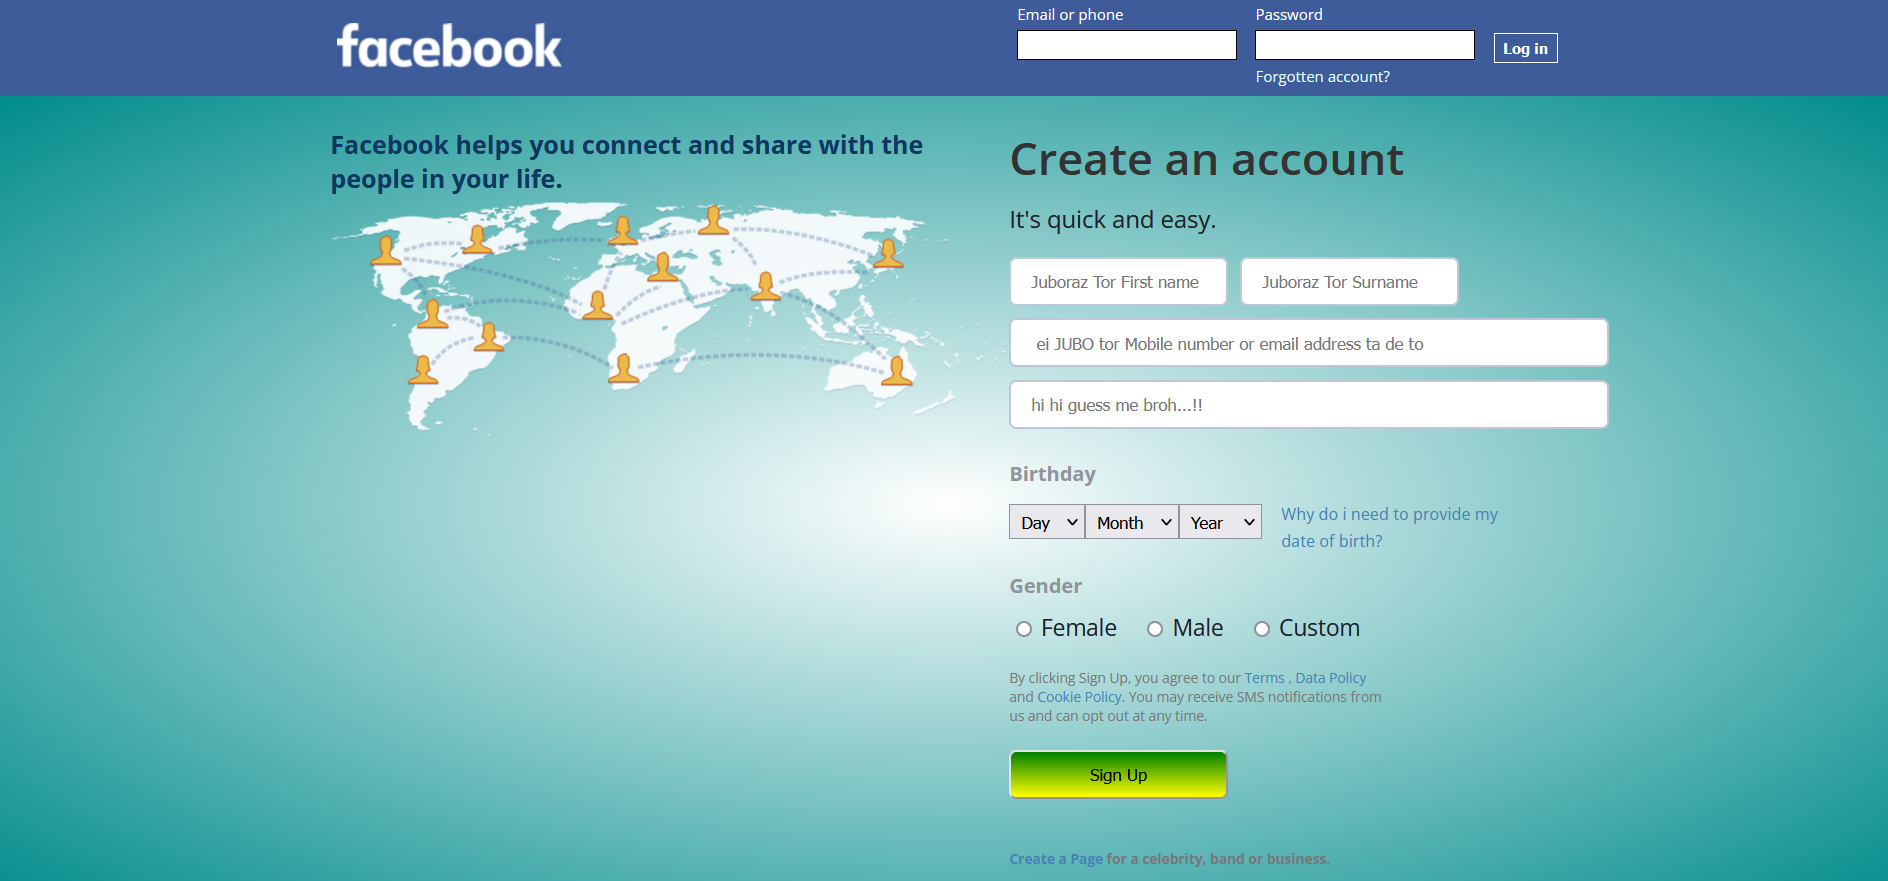 facebook
Email or phone
Password
Log in
Forgotten account?
Facebook helps you connect and share with the
people in your life.
Create an account
It's quick and easy.
Juboraz Tor First name
Juboraz Tor Surname
ei JUBO tor Mobile number or email address ta de to
hi hi guess me broh...!!
Birthday
Day
Month
Year
Why do i need to provide my
date of birth?
Gender
Female
Male
Custom
By clicking Sign Up, you agree to our Terms , Data Policy
and Cookie Policy. You may receive SMS notifications from
us and can opt out at any time.
Sign Up
Create a Page for a celebrity, band or business.